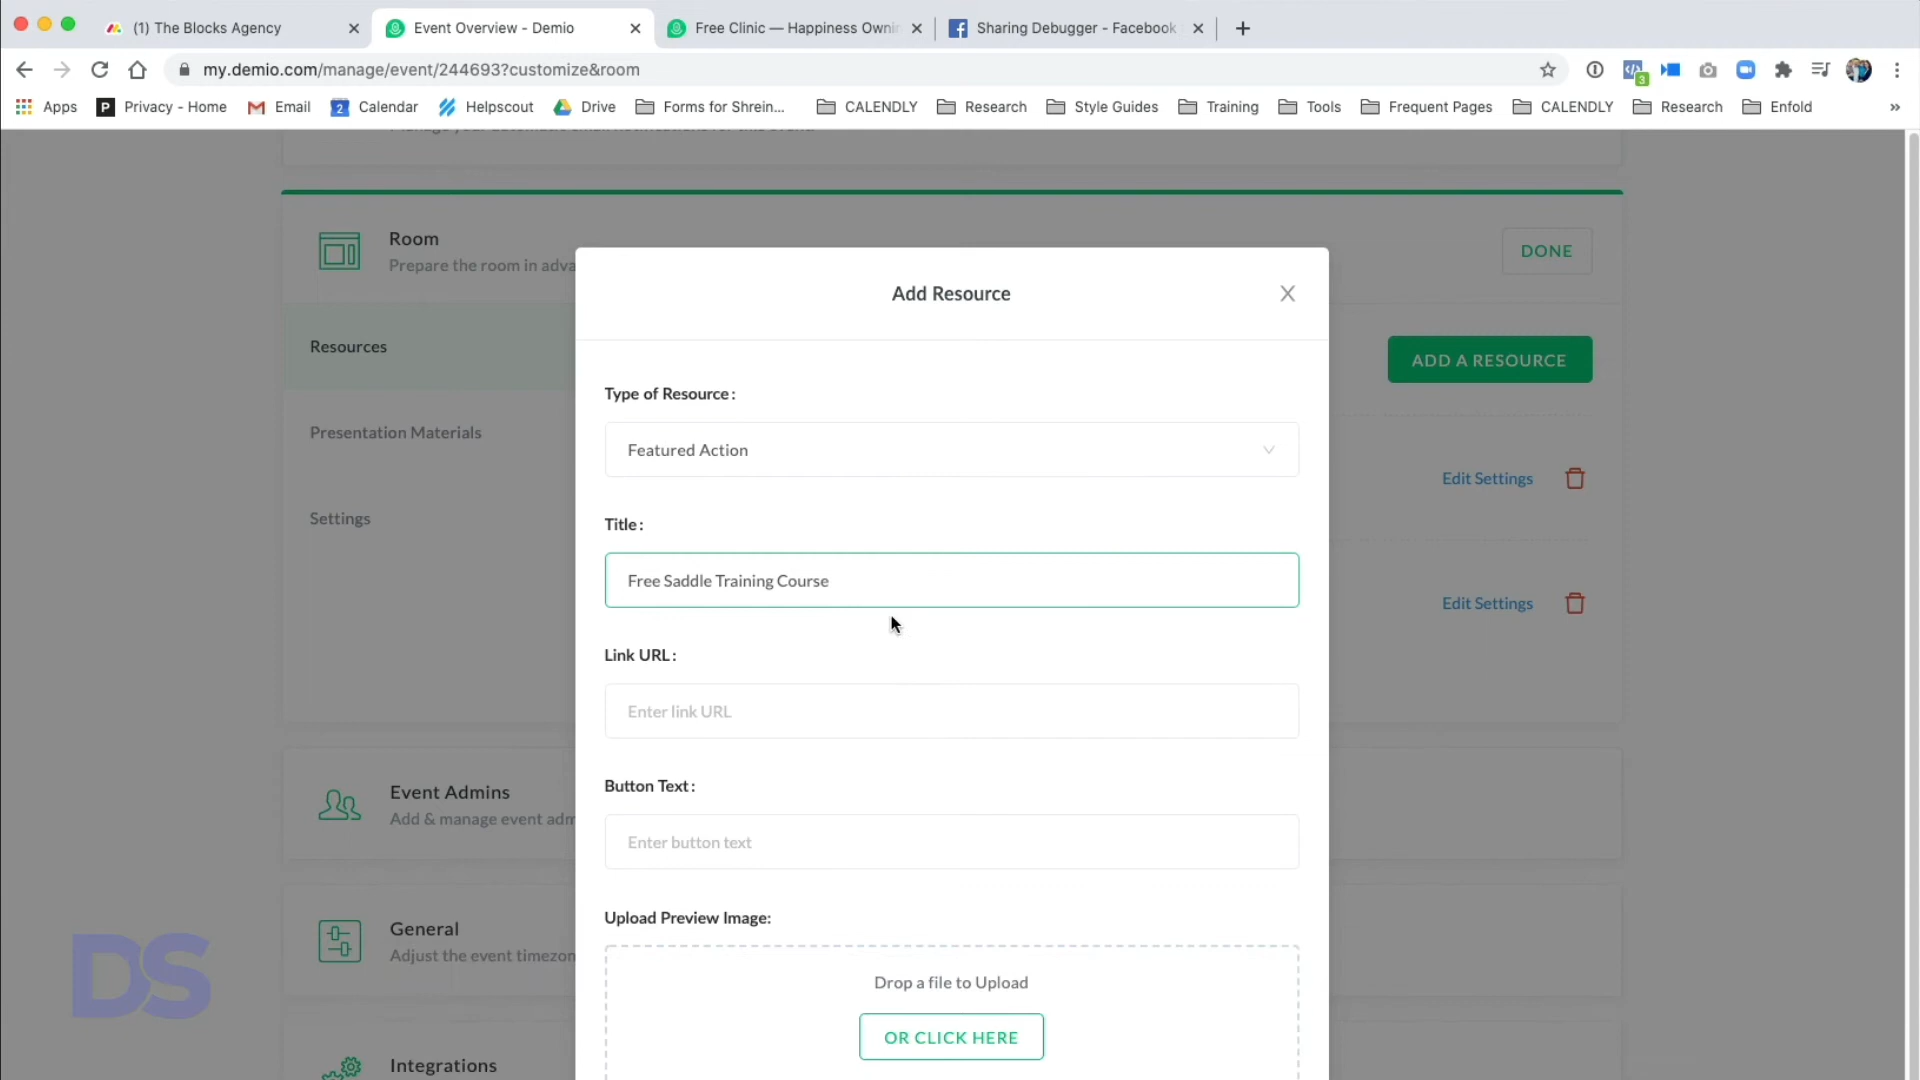 (1) The Blocks Agency
Event Overview - Demio
Free Clinic — Happiness Owni
Sharing Debugger - Facebook
my.demio.com/manage/event/244693?customize&room
3
Apps
P
Privacy - Home
Email
2
Calendar
Helpscout
Drive
Forms for Shrein...
CALENDLY
Research
Style Guides
Training
Tools
Frequent Pages
CALENDLY
Research
Enfold
»
Room
Prepare the room in adva
DONE
Add Resource
X
Resources
ADD A RESOURCE
Type of Resource:
Presentation Materials
Featured Action
Edit Settings
Settings
Title:
Free Saddle Training Course
Edit Settings
Link URL:
Enter link URL
Button Text:
Event Admins
Add & manage event adm
Enter button text
Upload Preview Image:
General
Adjust the event timezon
Drop a file to Upload
DS
OR CLICK HERE
Integrations